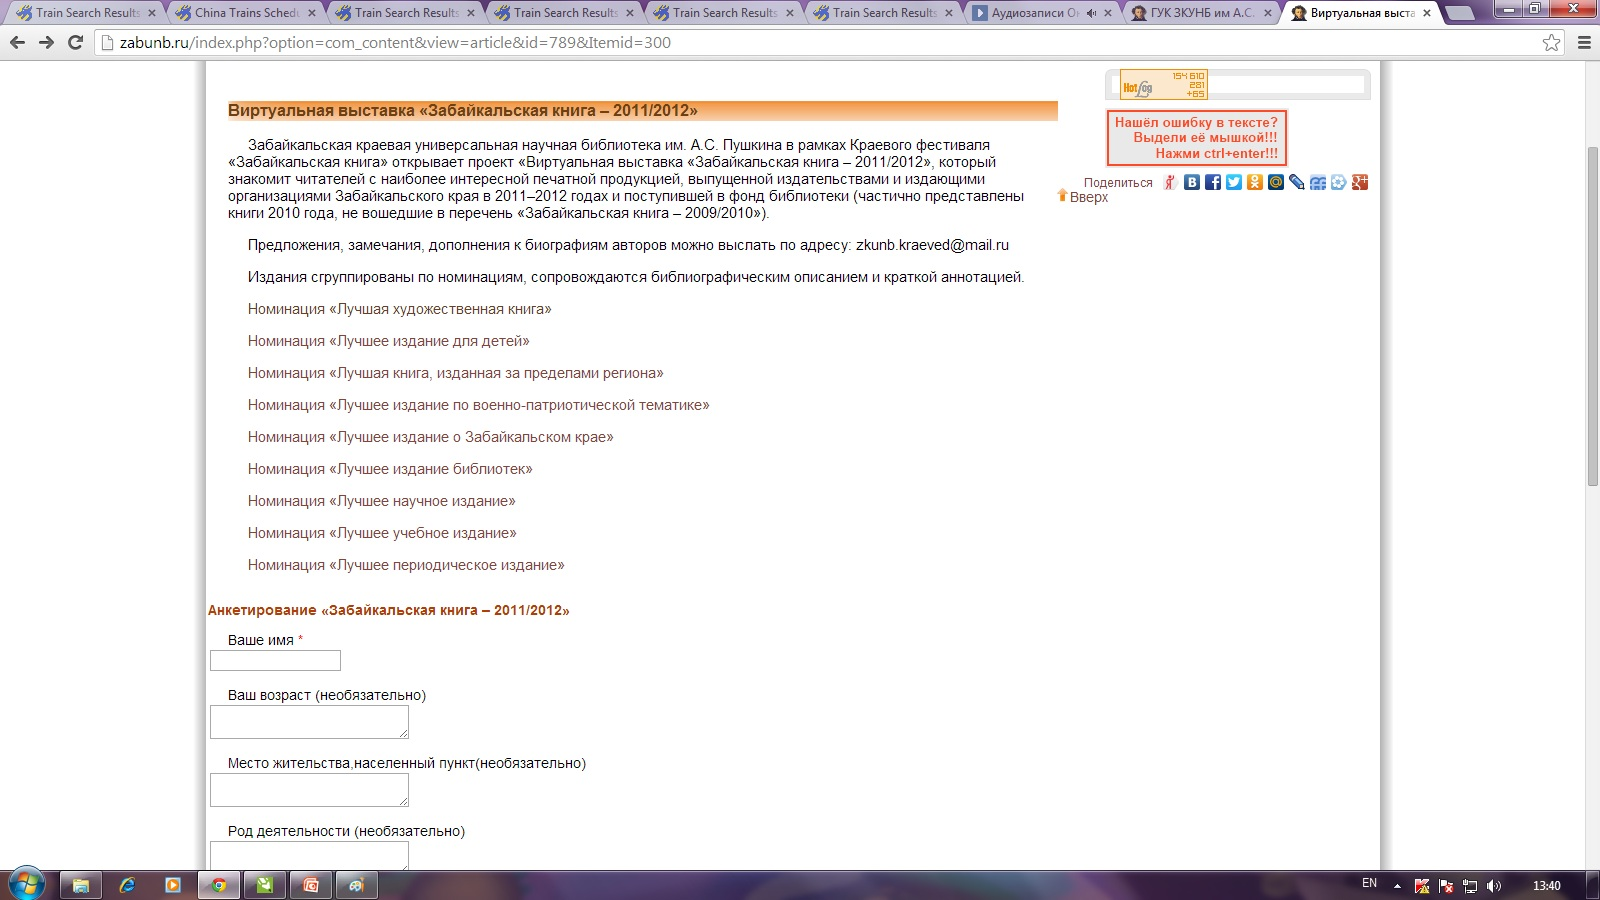 Train Search Results
China Trains Schedu
Train Search Results
Train Search Results
Train Search Results
Train Search Results
Аудиозаписи Он
ГУК ЗКУНБ им А.С.
Виртуальная выста
zabunb.ru/index.php?option=com_content&view=article&id=789&Itemid=300
HotLog
154 610
281
+65
Нашёл ошибку в тексте?
Выдели её мышкой!!!
Нажми ctrl+enter!!!
Поделиться
Вверх
Виртуальная выставка «Забайкальская книга – 2011/2012»
Забайкальская краевая универсальная научная библиотека им. А.С. Пушкина в рамках Краевого фестиваля
«Забайкальская книга» открывает проект «Виртуальная выставка «Забайкальская книга – 2011/2012», который
знакомит читателей с наиболее интересной печатной продукцией, выпущенной издательствами и издающими
организациями Забайкальского края в 2011–2012 годах и поступившей в фонд библиотеки (частично представлены
книги 2010 года, не вошедшие в перечень «Забайкальская книга – 2009/2010»).
Предложения, замечания, дополнения к биографиям авторов можно выслать по адресу: zkunb.kraeved@mail.ru
Издания сгруппированы по номинациям, сопровождаются библиографическим описанием и краткой аннотацией.
Номинация «Лучшая художественная книга»
Номинация «Лучшее издание для детей»
Номинация «Лучшая книга, изданная за пределами региона»
Номинация «Лучшее издание по военно-патриотической тематике»
Номинация «Лучшее издание о Забайкальском крае»
Номинация «Лучшее издание библиотек»
Номинация «Лучшее научное издание»
Номинация «Лучшее учебное издание»
Номинация «Лучшее периодическое издание»
Анкетирование «Забайкальская книга – 2011/2012»
Ваше имя *
Ваш возраст (необязательно)
Место жительства,населенный пункт(необязательно)
Род деятельности (необязательно)
EN
13:40